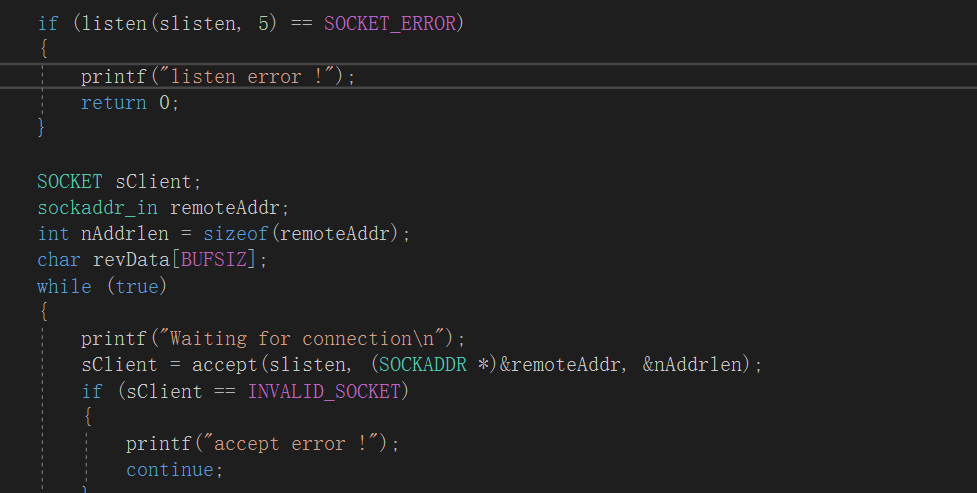 if (listen(slisten, 5) == SOCKET_ERROR)
{
printf("listen error !");
return 0;
}
SOCKET sClient;
sockaddr_in remoteAddr;
int nAddrlen = sizeof(remoteAddr);
char revData[BUFSIZ];
while (true)
{
printf("Waiting for connection\n");
sClient = accept(slisten, (SOCKADDR *)&remoteAddr, &nAddrlen);
if (sClient == INVALID_SOCKET)
{
printf("accept error !");
continue;
}